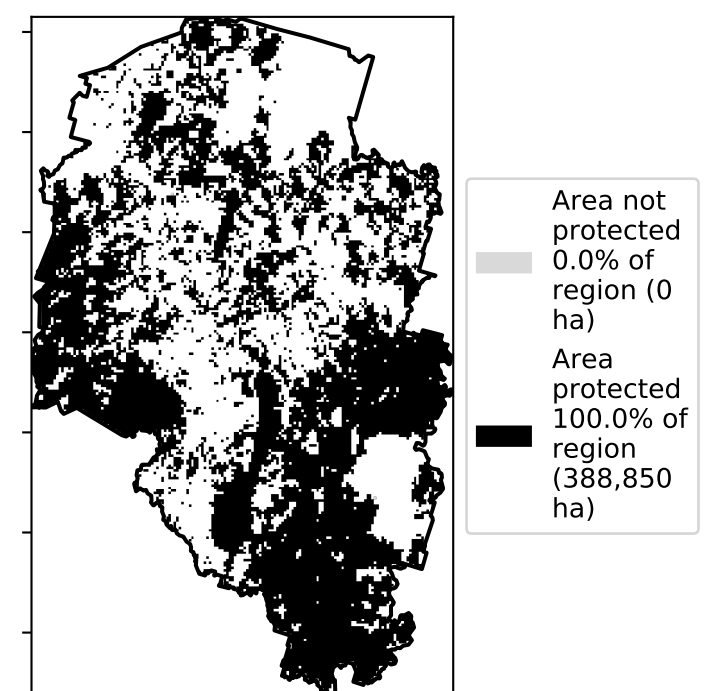 Area not
protected
0.0% of
region (0
ha)
Area
protected
100.0% of
region
(388,850
ha)